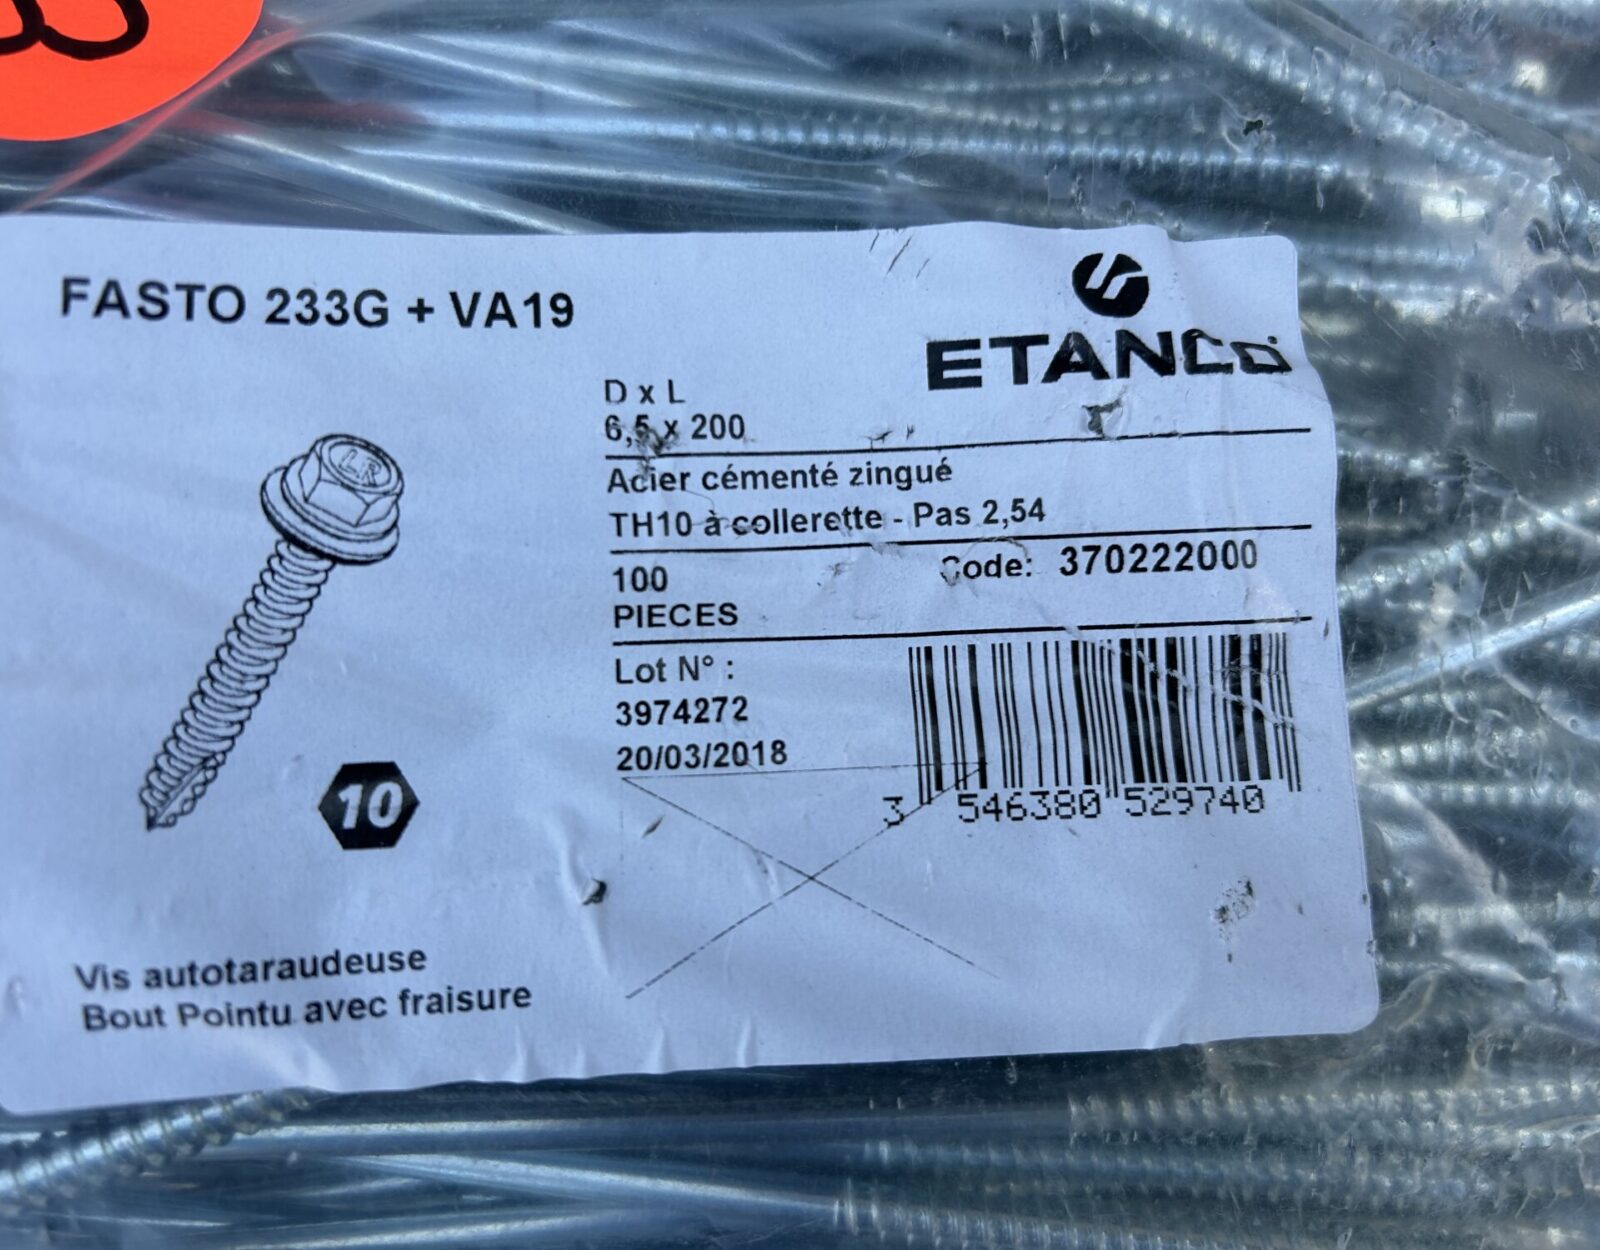 FASTO 233G + VA19
ETANCO
D x L
6,5 x 200
Acier cémenté zingué
TH10 à collerette - Pas 2,54
100
PIECES
Code: 370222000
Lot N° :
3974272
20/03/2018
3 546380 529740
LR
10
Vis autotaraudeuse
Bout Pointu avec fraisure